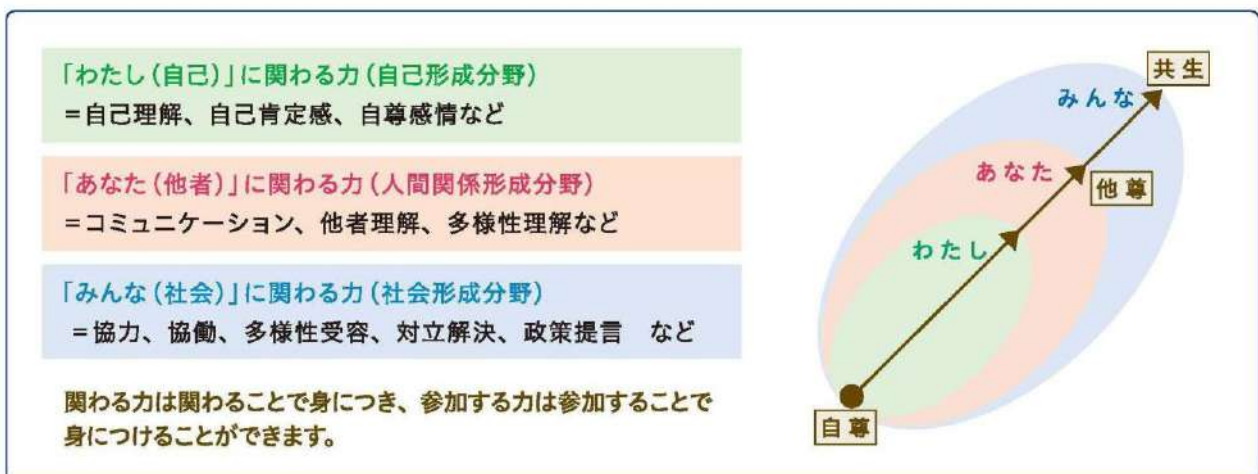 「わたし(自己)」に関わる力(自己形成分野)
=自己理解、自己肯定感、自尊感情など
「あなた(他者)」に関わる力(人間関係形成分野)
=コミュニケーション、他者理解、多様性理解など
「みんな(社会)」に関わる力(社会形成分野)
=協力、協働、多様性受容、対立解決、政策提言 など
関わる力は関わることで身につき、参加する力は参加することで
身につけることができます。
共生
みんな
あなた
他尊
わたし
自尊